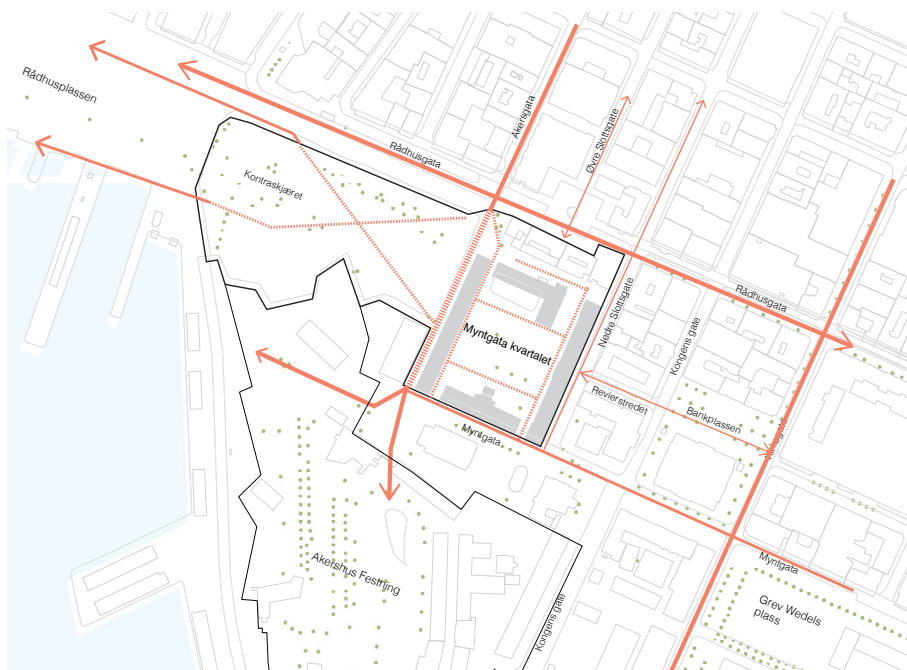 Rådhusplassen
Akersgata
Rådhusgata
Øvre Slottsgate
Kontraskjæret
Rådhusgata
Nedre Slottsgate
Myntgata kvartalet
Kongens gate
Revierstredet
Bankplassen
Myntgata
Akershus Festning
Myntgata
Grev Wedels
plass
Kongens gate